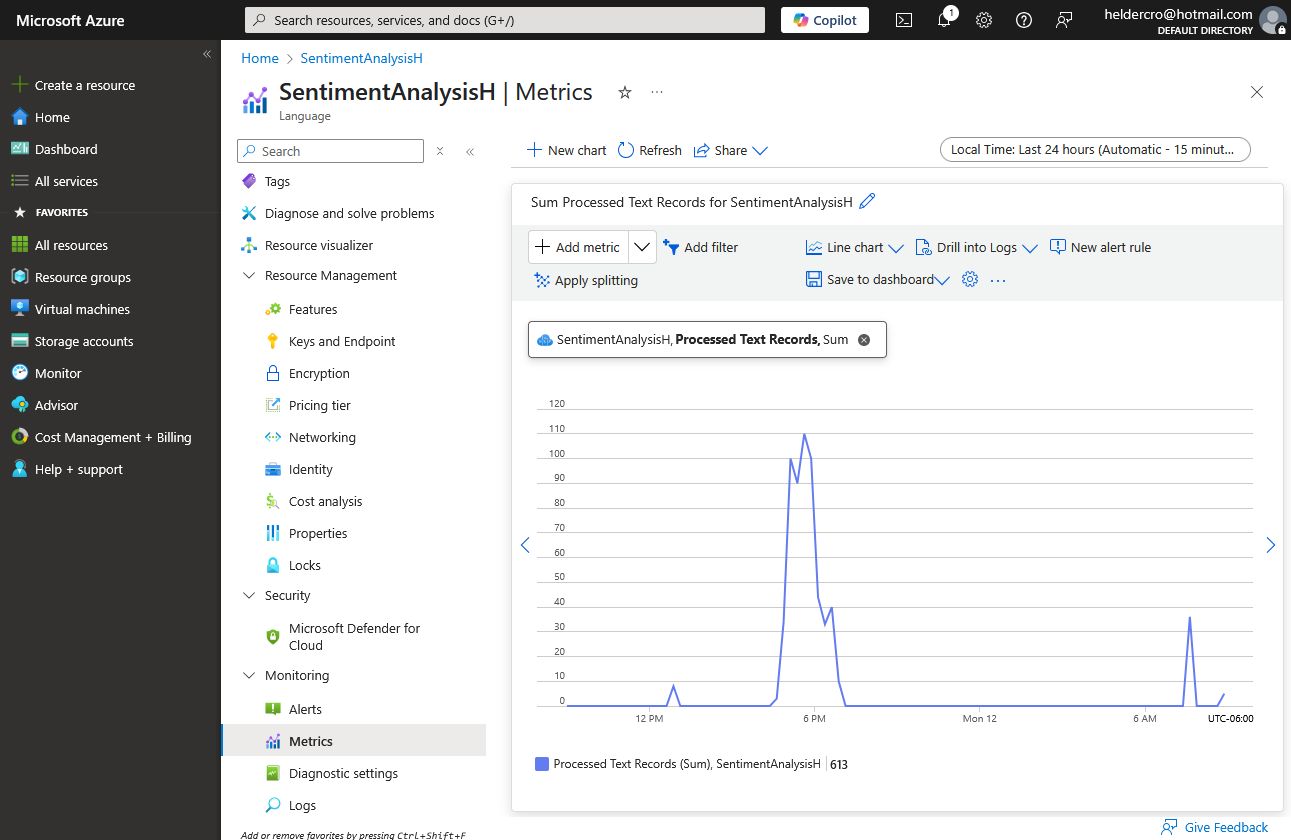 Microsoft Azure
Search resources, services, and docs (G+/)
Copilot
1
heldercro@hotmail.com
DEFAULT DIRECTORY
Create a resource
Home
Dashboard
All services
FAVORITES
All resources
Resource groups
Virtual machines
Storage accounts
Monitor
Advisor
Cost Management + Billing
Help + support
Home > SentimentAnalysisH
SentimentAnalysisH | Metrics
Language
Search
Tags
Diagnose and solve problems
Resource visualizer
Resource Management
Features
Keys and Endpoint
Encryption
Pricing tier
Networking
Identity
Cost analysis
Properties
Locks
Security
Microsoft Defender for
Cloud
Monitoring
Alerts
Metrics
Diagnostic settings
Logs
Add or remove favorites by pressing Ctrl+Shift+F
New chart Refresh Share
Local Time: Last 24 hours (Automatic - 15 minut...
Sum Processed Text Records for SentimentAnalysisH
Add metric Add filter Line chart Drill into Logs New alert rule
Apply splitting Save to dashboard
SentimentAnalysisH, Processed Text Records, Sum
120
110
100
90
80
70
60
50
40
30
20
10
0
12 PM 6 PM Mon 12 6 AM UTC-06:00
Processed Text Records (Sum), SentimentAnalysisH | 613
Give Feedback